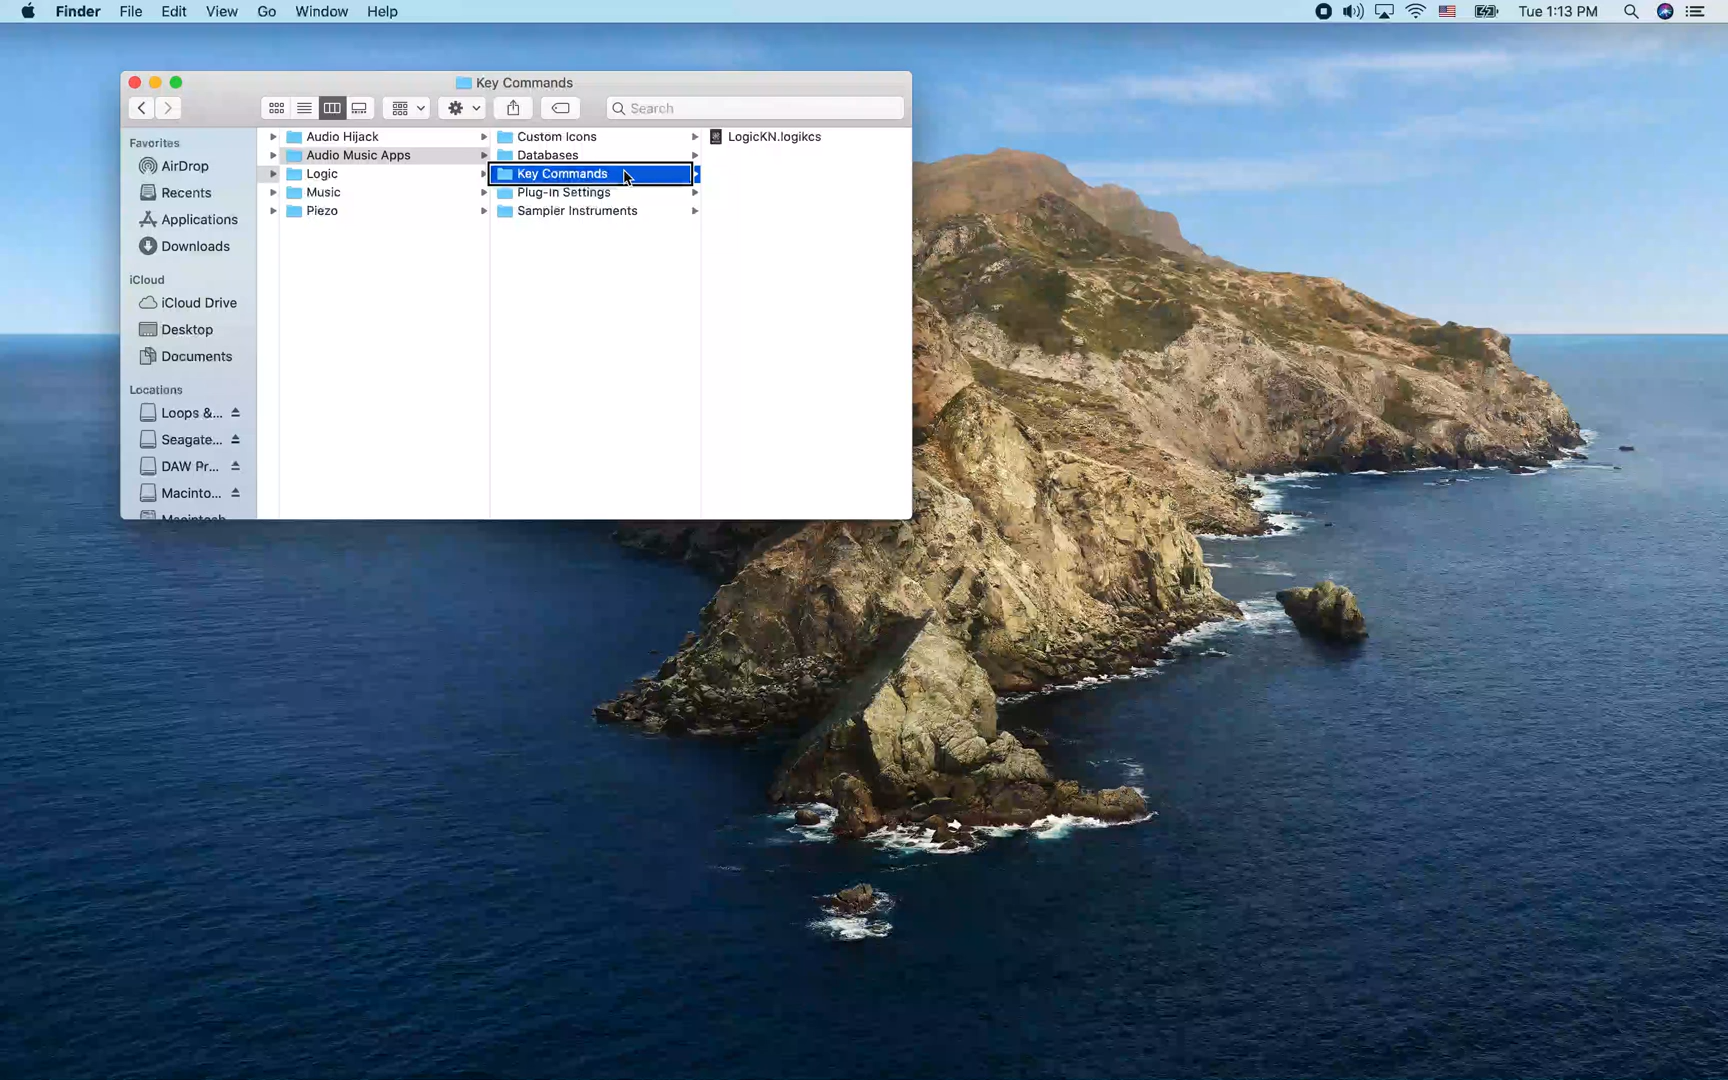 Finder File Edit View Go Window Help Tue 1:13 PM
Key Commands
Search
Favorites
AirDrop
Recents
Applications
Downloads
iCloud
iCloud Drive
Desktop
Documents
Locations
Loops &...
Seagate...
DAW Pr...
Macinto...
Macintosh
Audio Hijack
Audio Music Apps
Logic
Music
Piezo
Custom Icons
Databases
Key Commands
Plug-In Settings
Sampler Instruments
LogicKN.logikcs